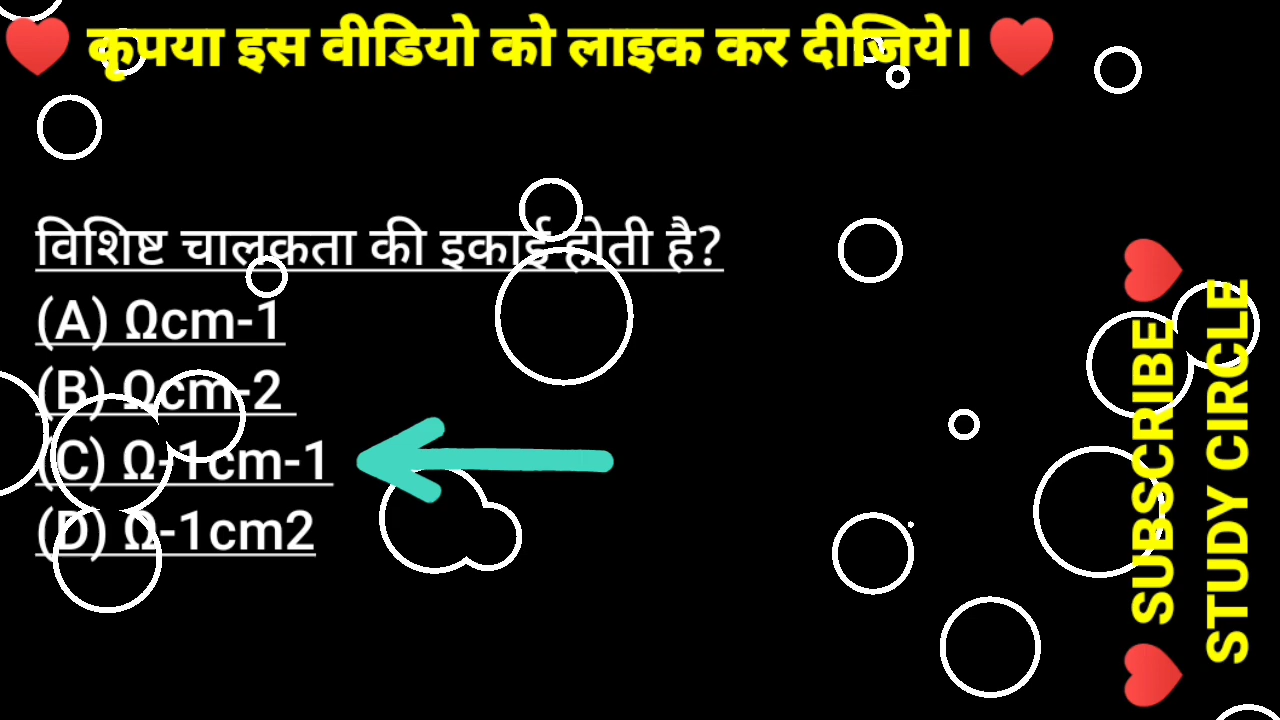 ❤️ कृपया इस वीडियो को लाइक कर दीजिये। ❤️
विशिष्ट चालकता की इकाई होती है?
(A) Ωcm-1
(B) Ωcm-2
(C) Ω-1cm-1
(D) Ω-1cm2
❤️ SUBSCRIBE ❤️
STUDY CIRCLE